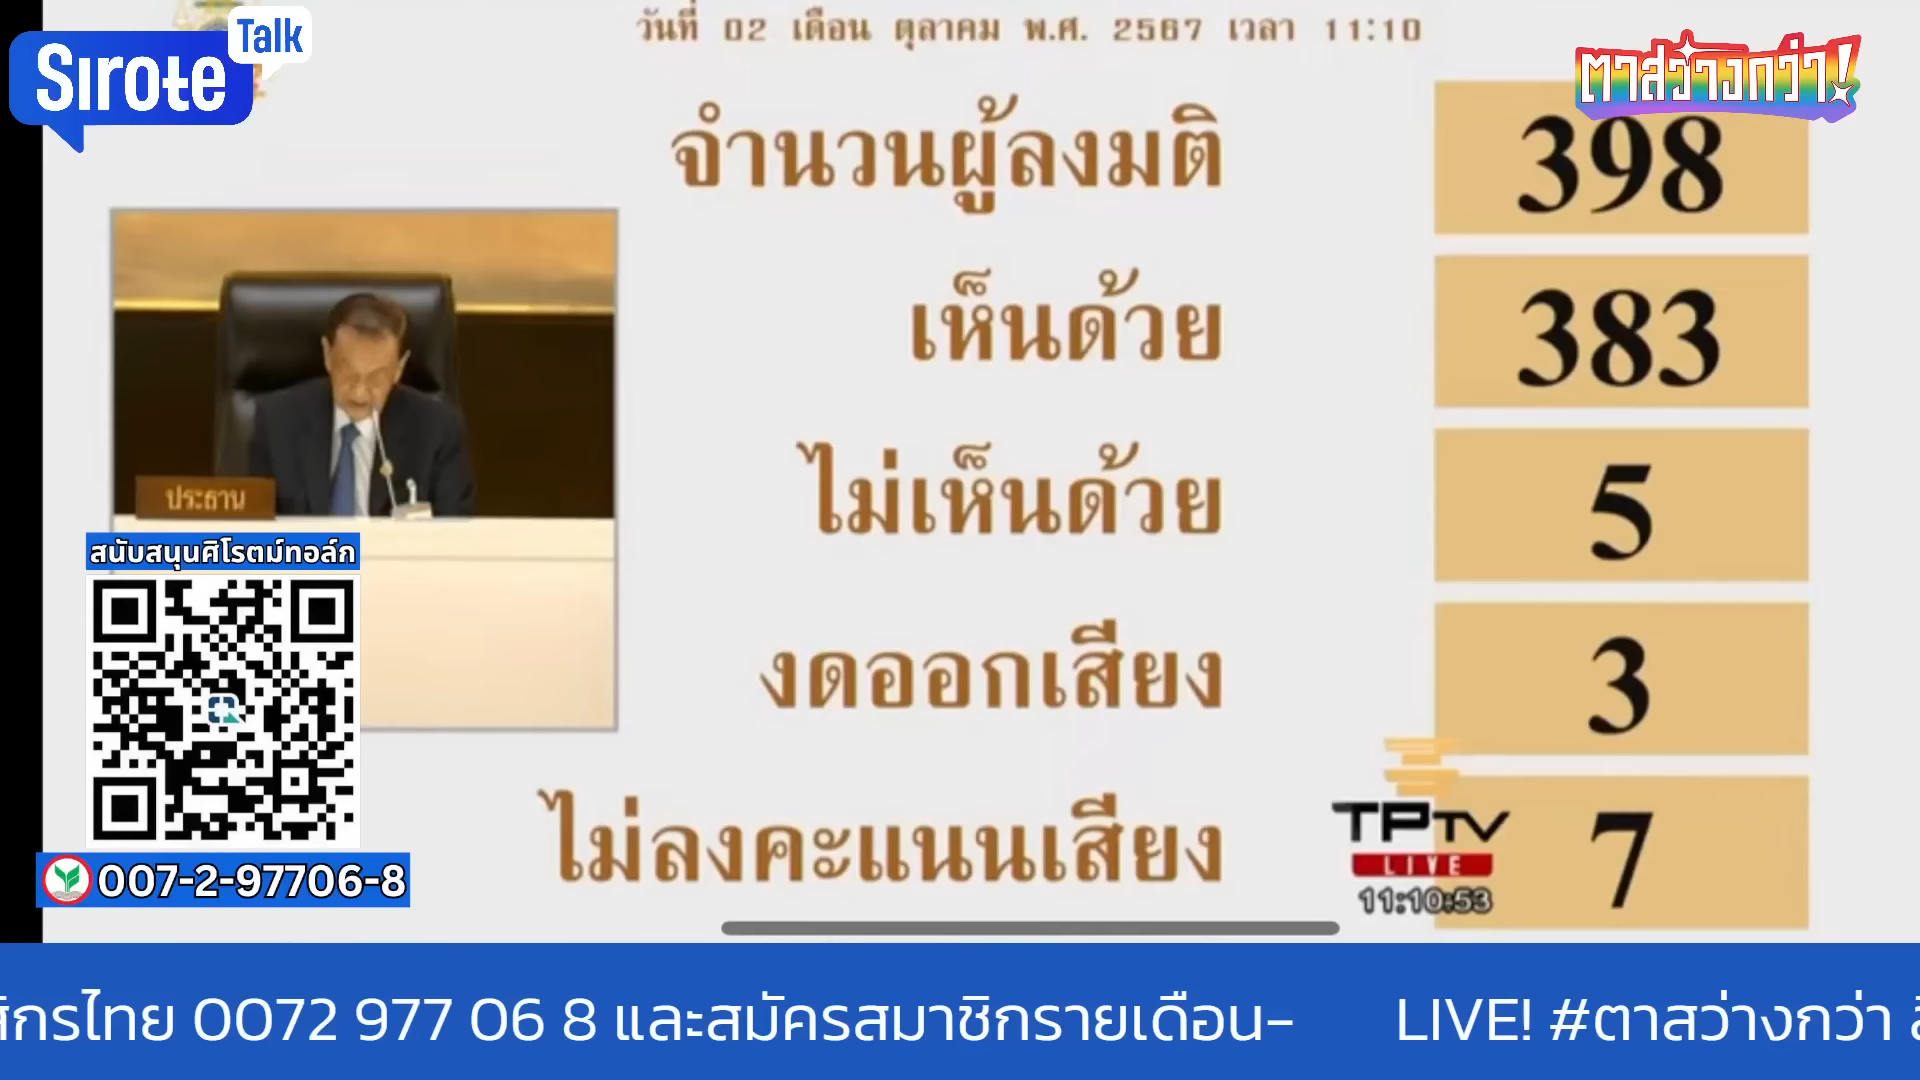 Sirote Talk
วันที่ 02 เดือน ตุลาคม พ.ศ. 2567 เวลา 11:10
ตาสว่างกว่า!
จำนวนผู้ลงมติ 398
เห็นด้วย 383
ไม่เห็นด้วย 5
งดออกเสียง 3
ไม่ลงคะแนนเสียง 7
ประธาน
สนับสนุนศิโรตม์ทอล์ก
007-2-97706-8
TPTV
LIVE
11:10:53
สิกรไทย 0072 977 06 8 และสมัครสมาชิกรายเดือน- LIVE! #ตาสว่างกว่า